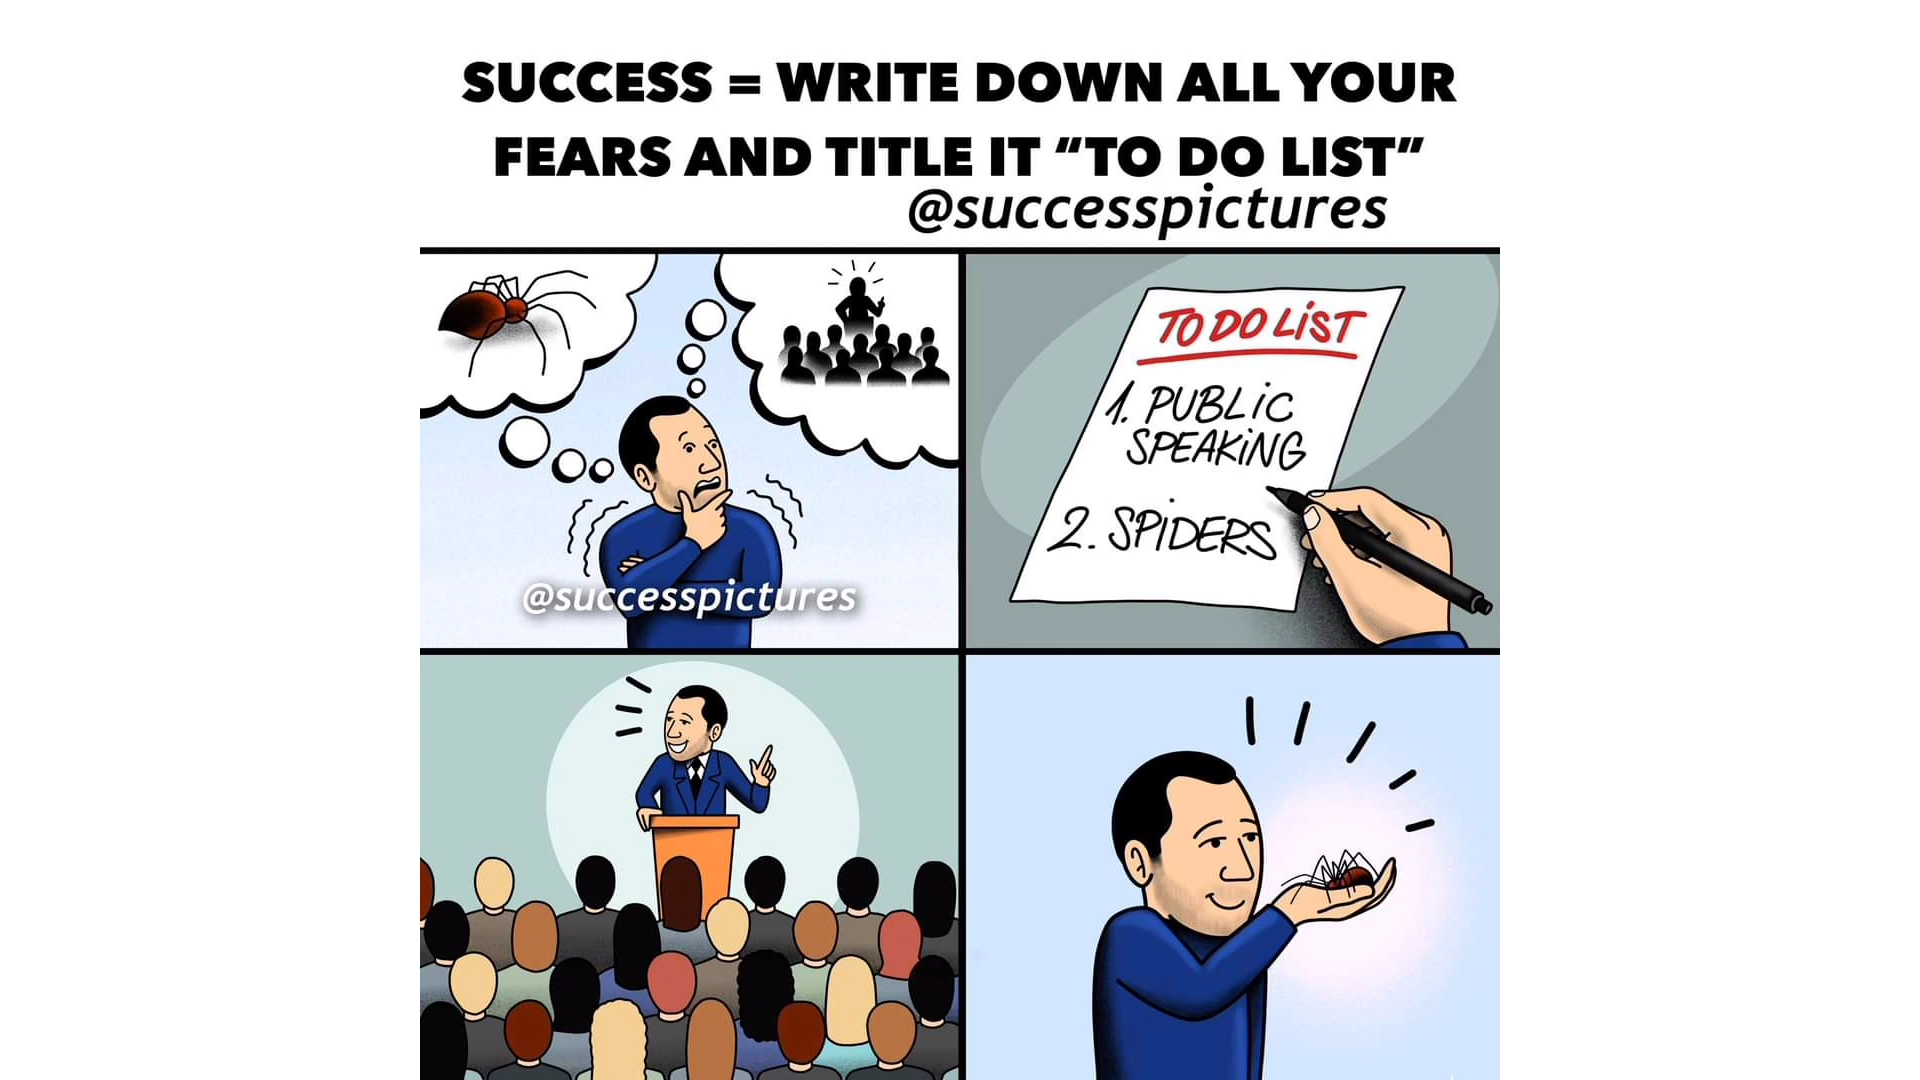 SUCCESS = WRITE DOWN ALL YOUR
FEARS AND TITLE IT “TO DO LIST”
@successpictures
@successpictures
TO DO LiST
1. PUBLiC
SPEAKiNG
2. SPiDERS